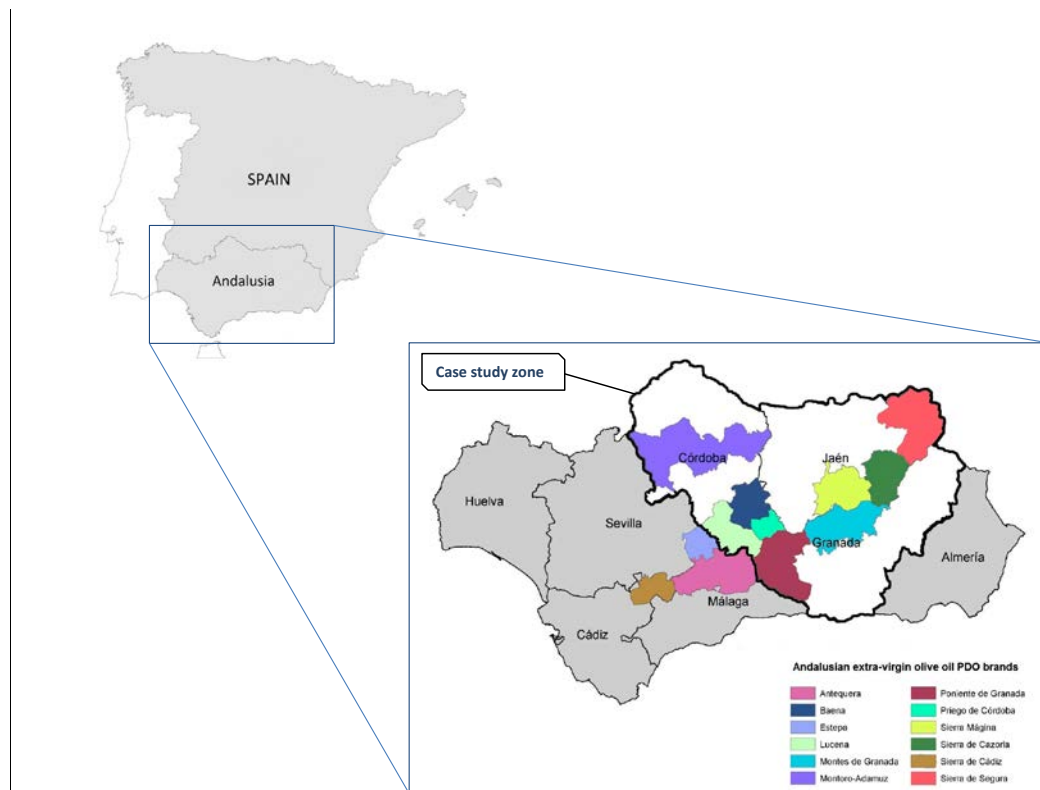 SPAIN
Andalusia
Case study zone
Córdoba
Jaén
Huelva
Sevilla
Granada
Almería
Málaga
Cádiz
Andalusian extra-virgin olive oil PDO brands
Antequera
Baena
Estepa
Lucena
Montes de Granada
Montoro-Adamuz
Poniente de Granada
Priego de Córdoba
Sierra Mágina
Sierra de Cazorla
Sierra de Cádiz
Sierra de Segura